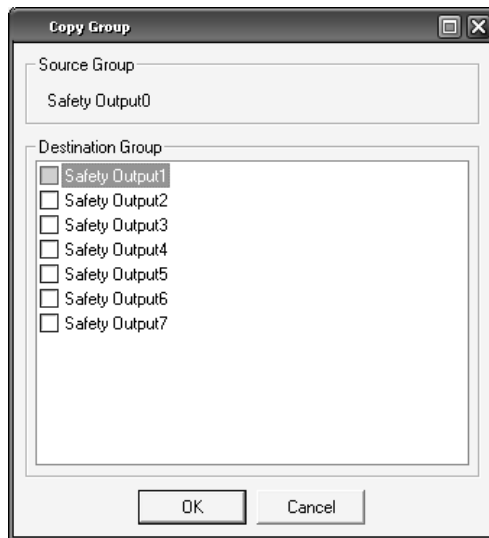 Copy Group
Source Group
Safety Output0
Destination Group
Safety Output1
Safety Output2
Safety Output3
Safety Output4
Safety Output5
Safety Output6
Safety Output7
OK Cancel